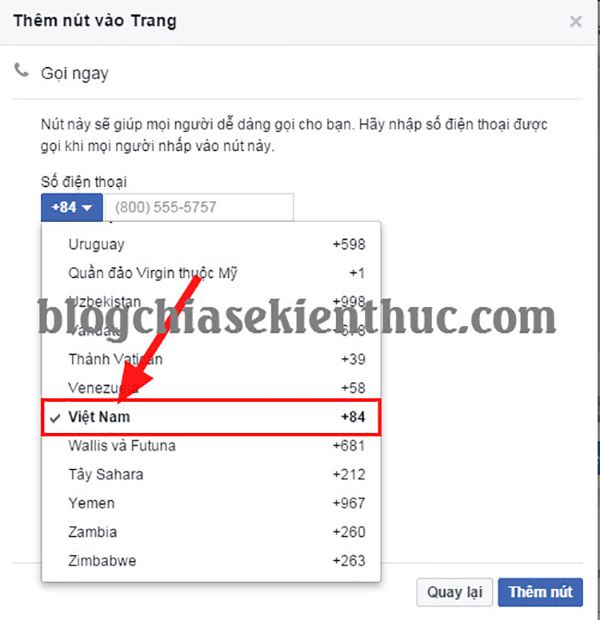 Thêm nút vào Trang
Gọi ngay
Nút này sẽ giúp mọi người dễ dàng gọi cho bạn. Hãy nhập số điện thoại được
gọi khi mọi người nhấp vào nút này.
Số điện thoại
+84 (800) 555-5757
Uruguay +598
Quần đảo Virgin thuộc Mỹ +1
Uzbekistan +998
blogchiasekienthuc.com
Vanuatu +678
Thành Vatican +39
Venezuela +58
Việt Nam +84
Wallis và Futuna +681
Tây Sahara +212
Yemen +967
Zambia +260
Zimbabwe +263
Quay lại Thêm nút